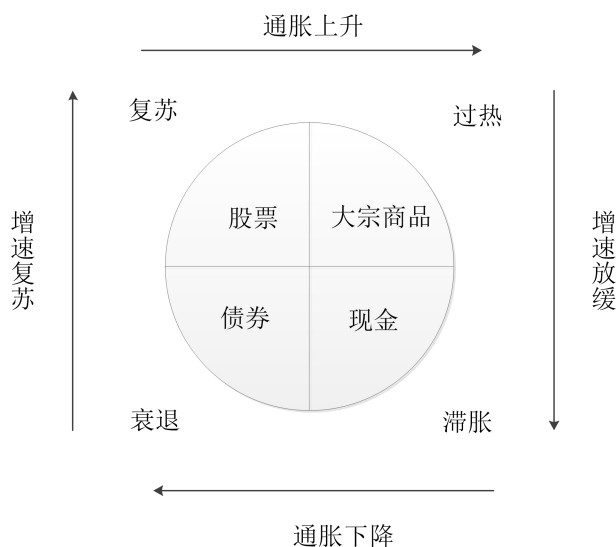 通胀上升
复苏
过热
股票
大宗商品
增速复苏
增速放缓
债券
现金
衰退
滞胀
通胀下降